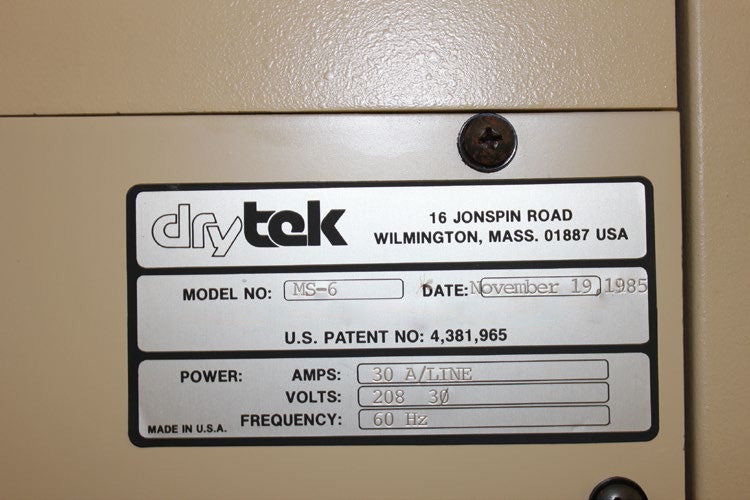 drytek
16 JONSPIN ROAD
WILMINGTON, MASS. 01887 USA
MODEL NO: MS-6 DATE: November 19, 1985
U.S. PATENT NO: 4,381,965
POWER: AMPS: 30 A/LINE
VOLTS: 208 3Ø
MADE IN U.S.A. FREQUENCY: 60 Hz